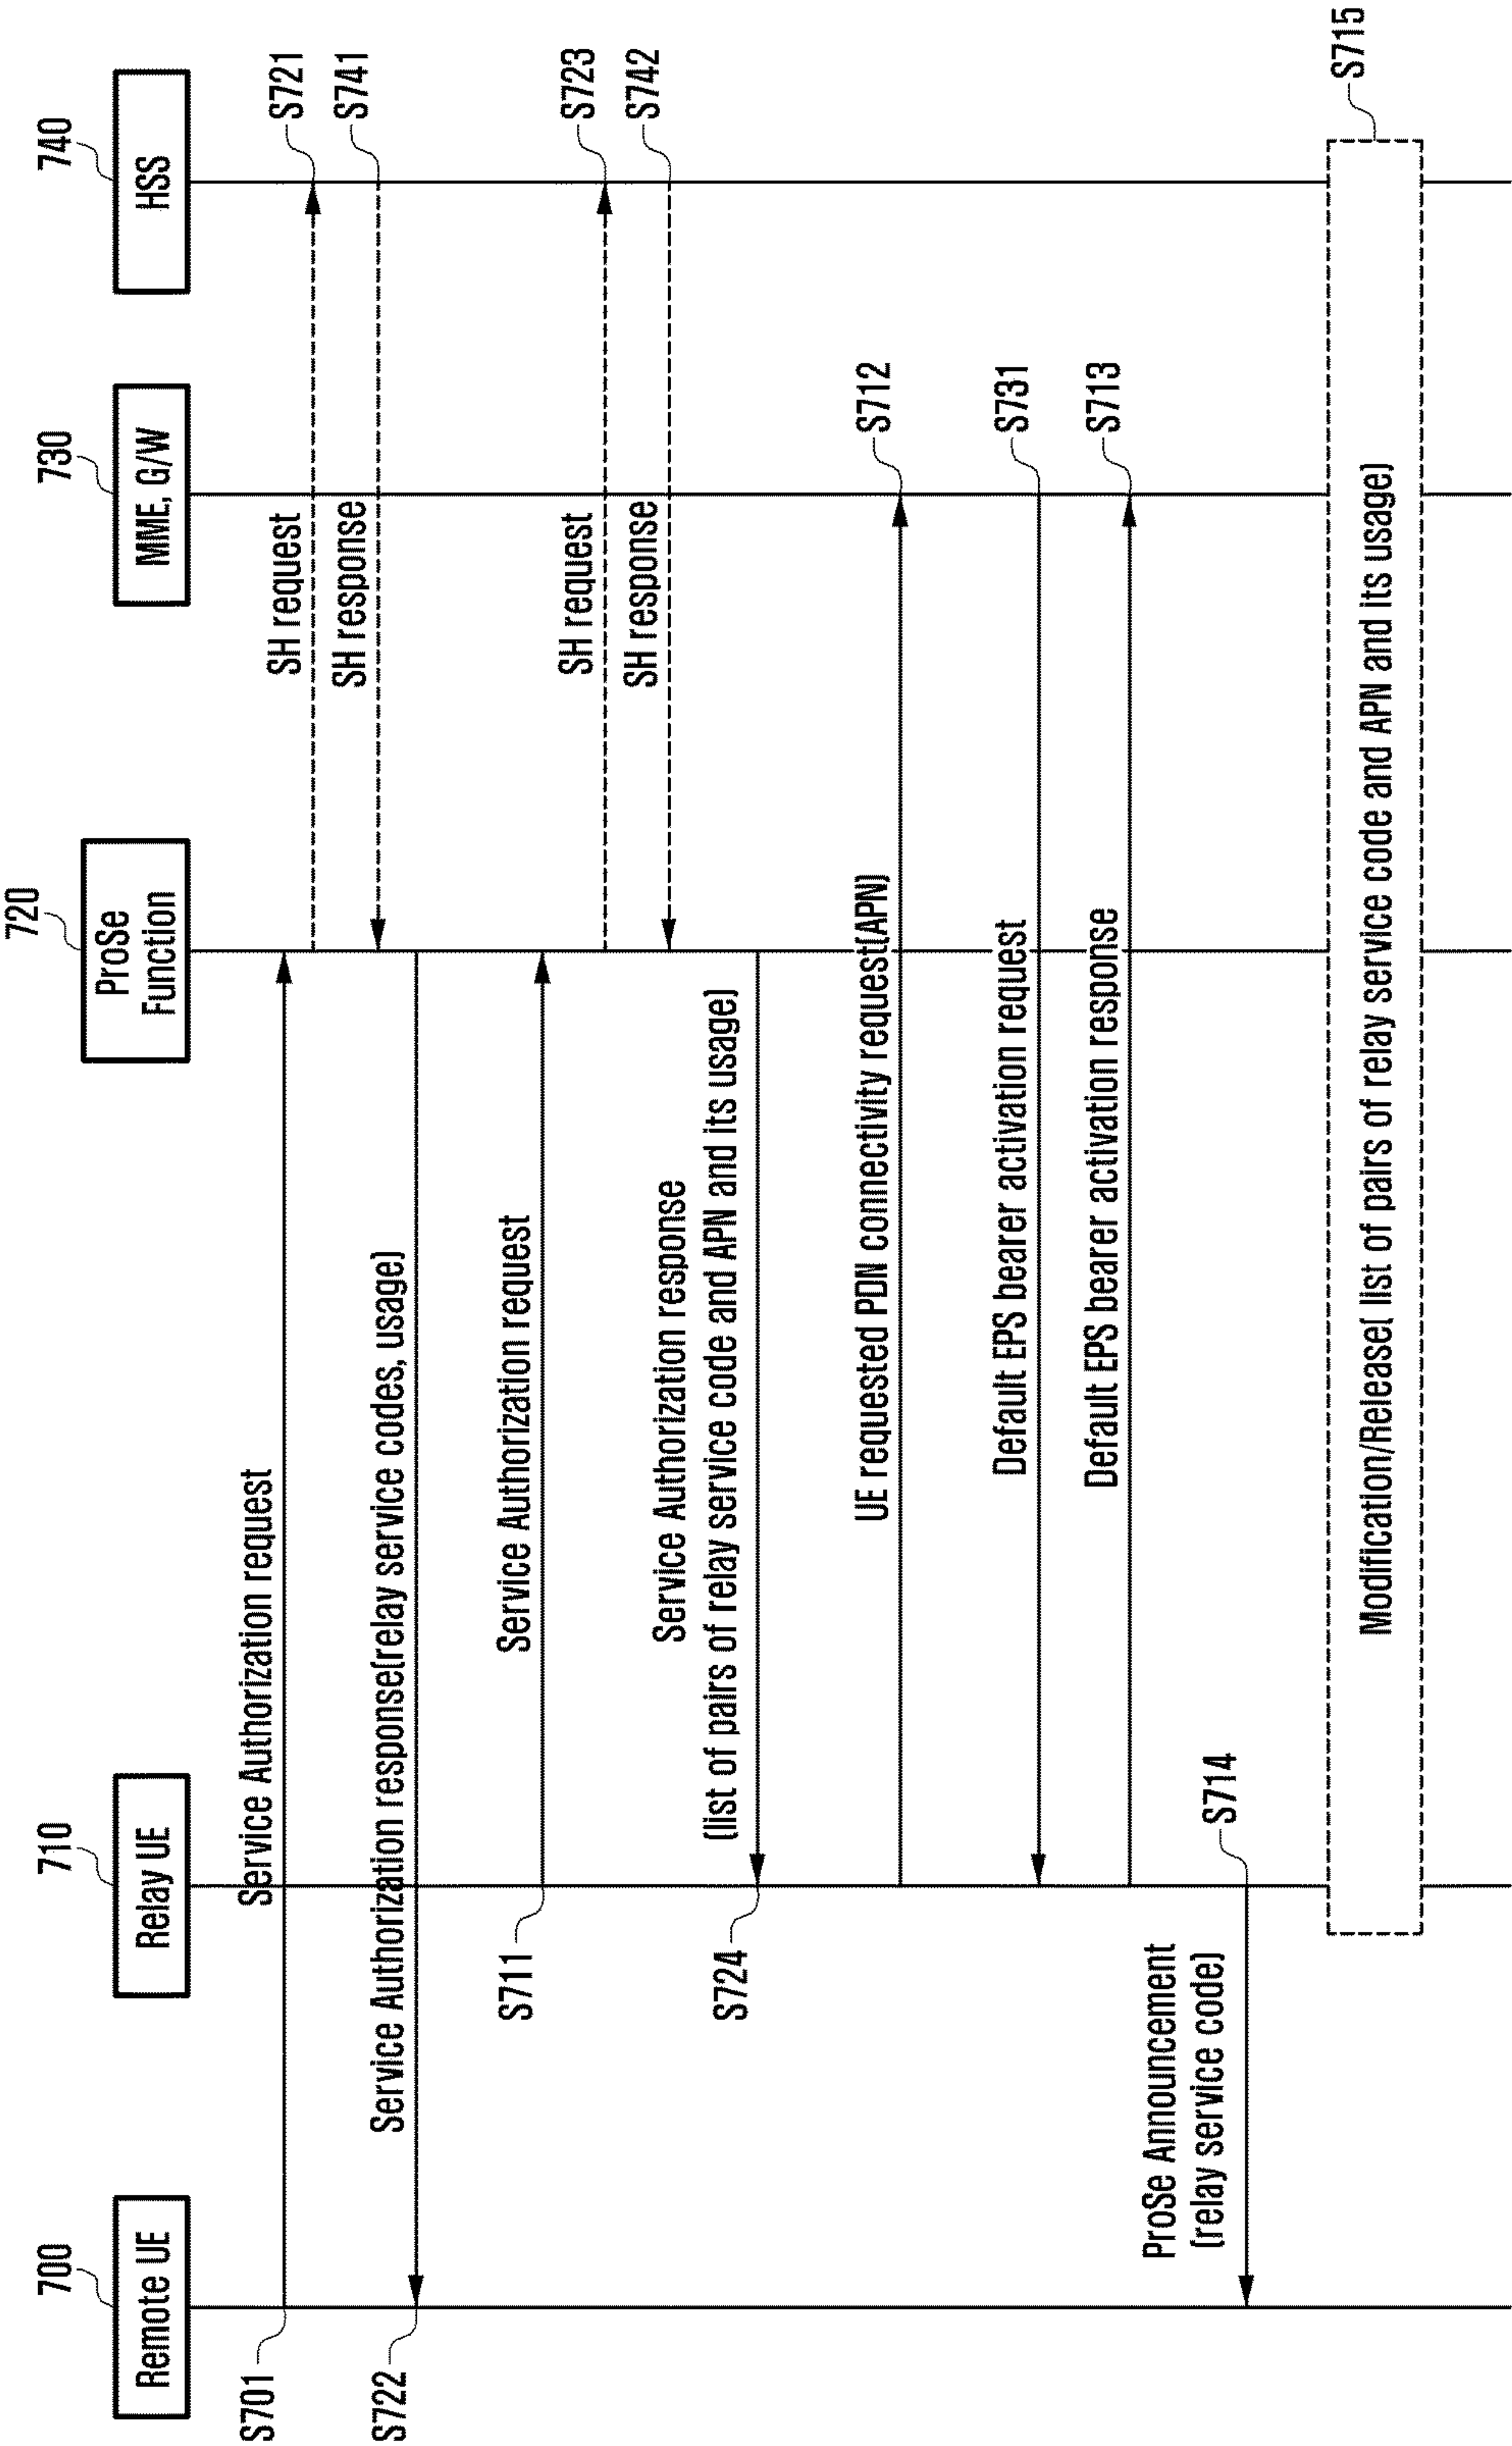 700
Remote UE
710
Relay UE
720
ProSe
Function
730
MME, G/W
740
HSS
S701
Service Authorization request
SH request
S721
SH response
S741
S722
Service Authorization response(relay service codes, usage)
S711
Service Authorization request
SH request
S723
SH response
S742
S724
Service Authorization response
(list of pairs of relay service code and APN and its usage)
UE requested PDN connectivity request(APN)
S712
Default EPS bearer activation request
S731
Default EPS bearer activation response
S713
ProSe Announcement
(relay service code)
S714
Modification/Release( list of pairs of relay service code and APN and its usage)
S715